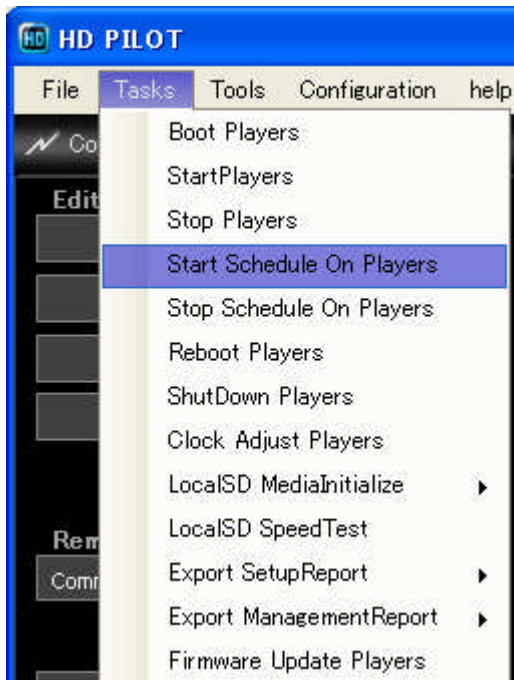 HD HD PILOT
File Tasks Tools Configuration help
Co
Boot Players
StartPlayers
Edit
Stop Players
Start Schedule On Players
Stop Schedule On Players
Reboot Players
ShutDown Players
Clock Adjust Players
LocalSD MediaInitialize
LocalSD SpeedTest
Rem
Export SetupReport
Comm
Export ManagementReport
Firmware Update Players